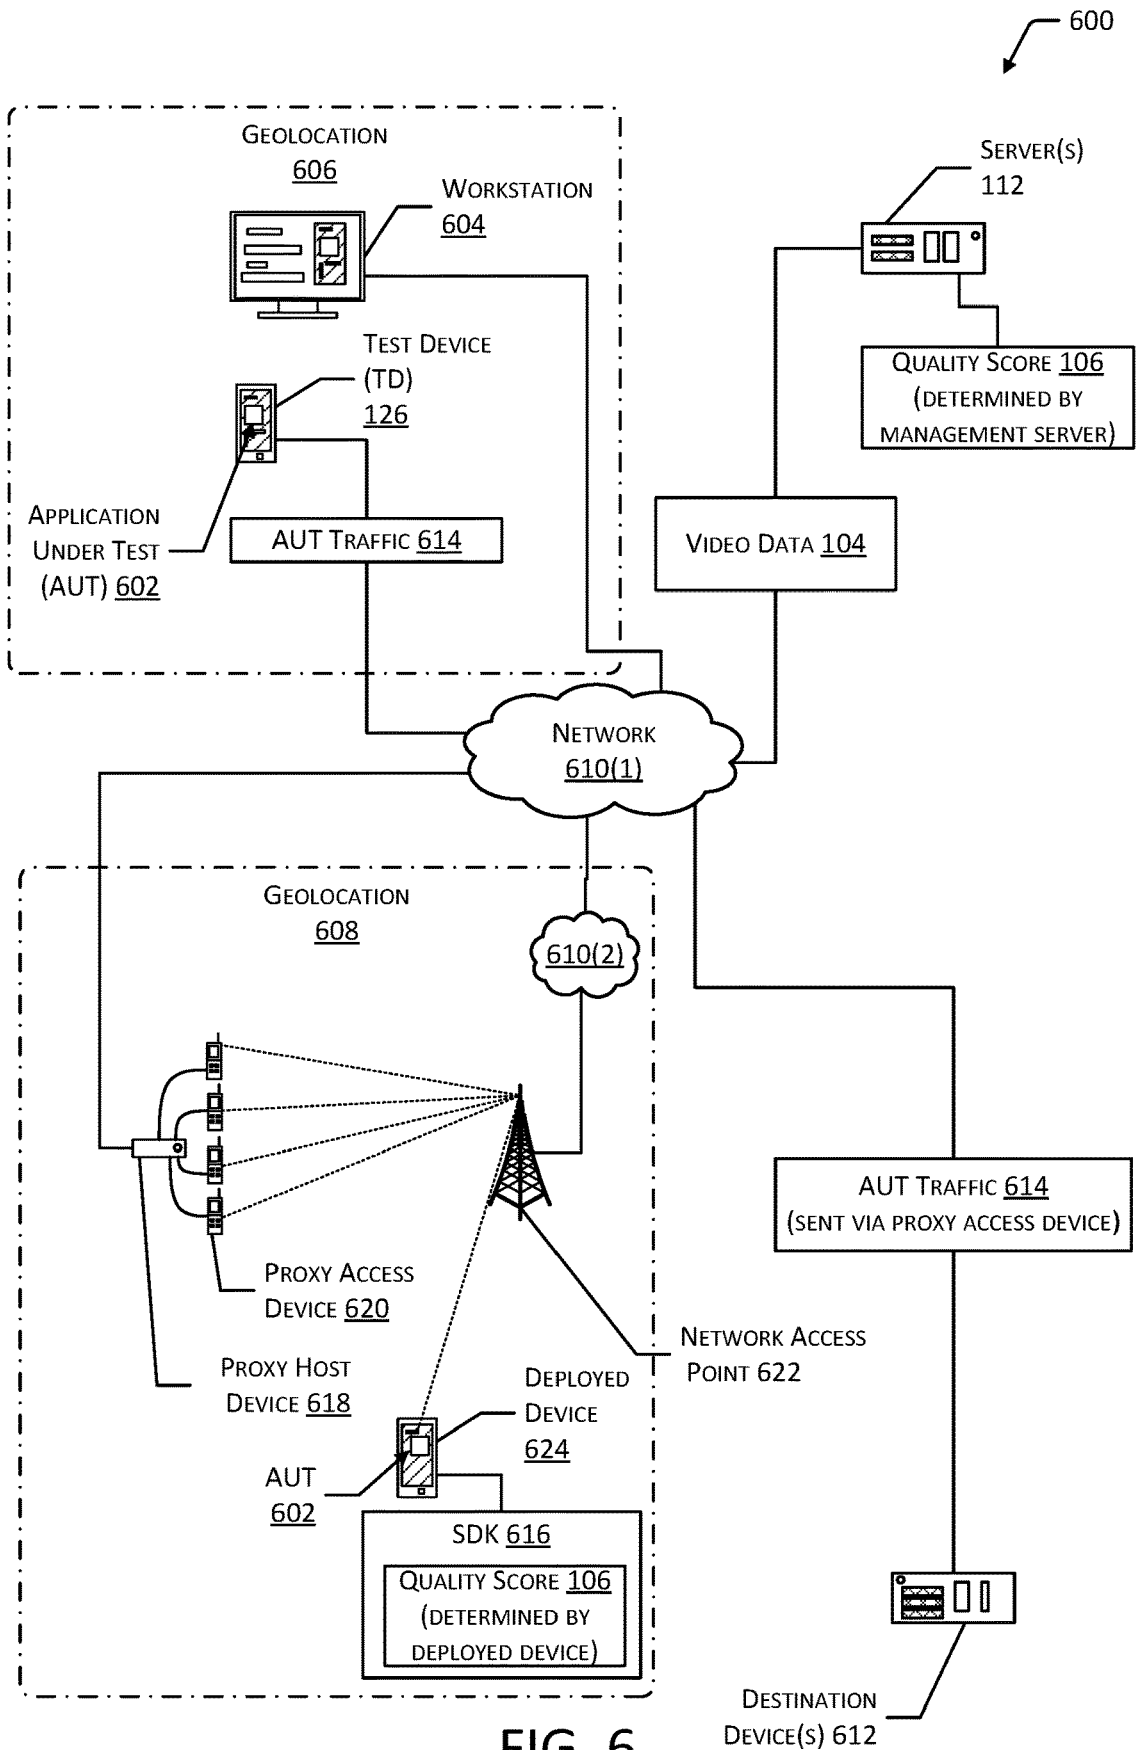 600
GEOLOCATION
606
WORKSTATION
604
SERVER(S)
112
TEST DEVICE
(TD)
126
QUALITY SCORE 106
(DETERMINED BY
MANAGEMENT SERVER)
APPLICATION
UNDER TEST
(AUT) 602
AUT TRAFFIC 614
VIDEO DATA 104
NETWORK
610(1)
GEOLOCATION
608
610(2)
AUT TRAFFIC 614
(SENT VIA PROXY ACCESS DEVICE)
PROXY ACCESS
DEVICE 620
NETWORK ACCESS
POINT 622
PROXY HOST
DEVICE 618
DEPLOYED
DEVICE
624
AUT
602
SDK 616
QUALITY SCORE 106
(DETERMINED BY
DEPLOYED DEVICE)
DESTINATION
DEVICE(S) 612
FIG. 6